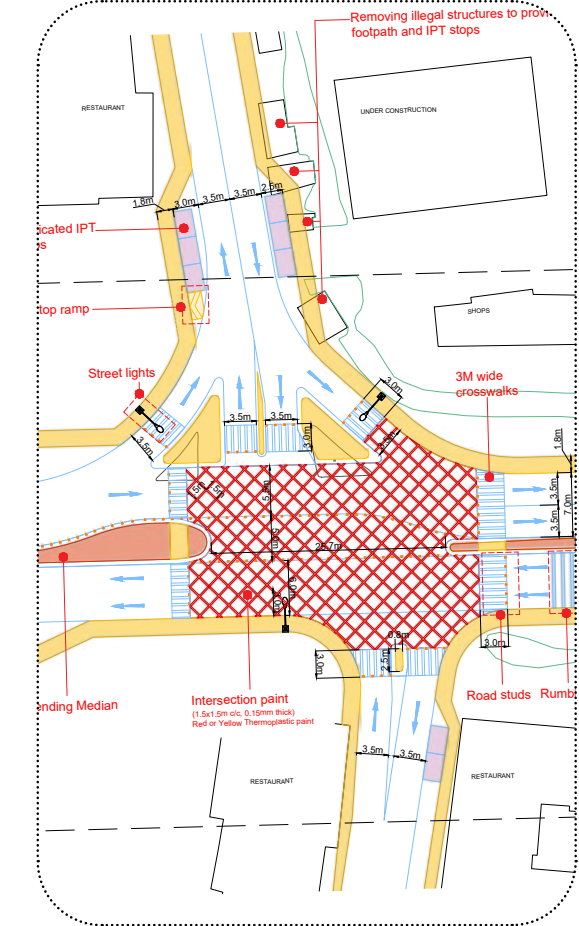 Removing illegal structures to prov
footpath and IPT stops
RESTAURANT
UNDER CONSTRUCTION
1.8m
3.0m
3.5m
3.5m
2.5m
icated IPT
s
top ramp
SHOPS
Street lights
3.0m
3M wide
crosswalks
3.5m
3.5m
3.5m
3.0m
1.8m
3.5m
3.5m
7.0m
3.0m
0.8m
3.0m
2.5m
ending Median
Intersection paint
(1.5x1.5m c/c, 0.15mm thick)
Red or Yellow Thermoplastic paint
Road studs
Rumb
3.5m
3.5m
RESTAURANT
RESTAURANT